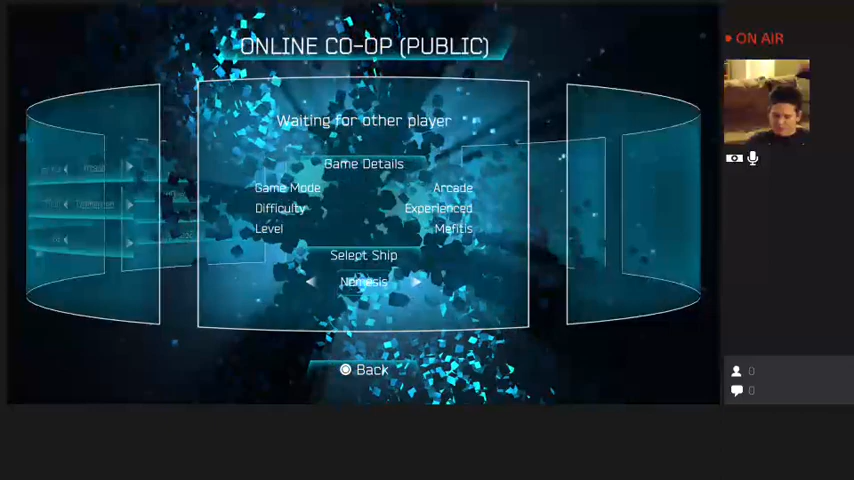 ONLINE CO-OP (PUBLIC)
ON AIR
Waiting for other player
Game Details
Game Mode Arcade
Difficulty Experienced
Level Mefitis
Select Ship
Nemesis
Back
0
0